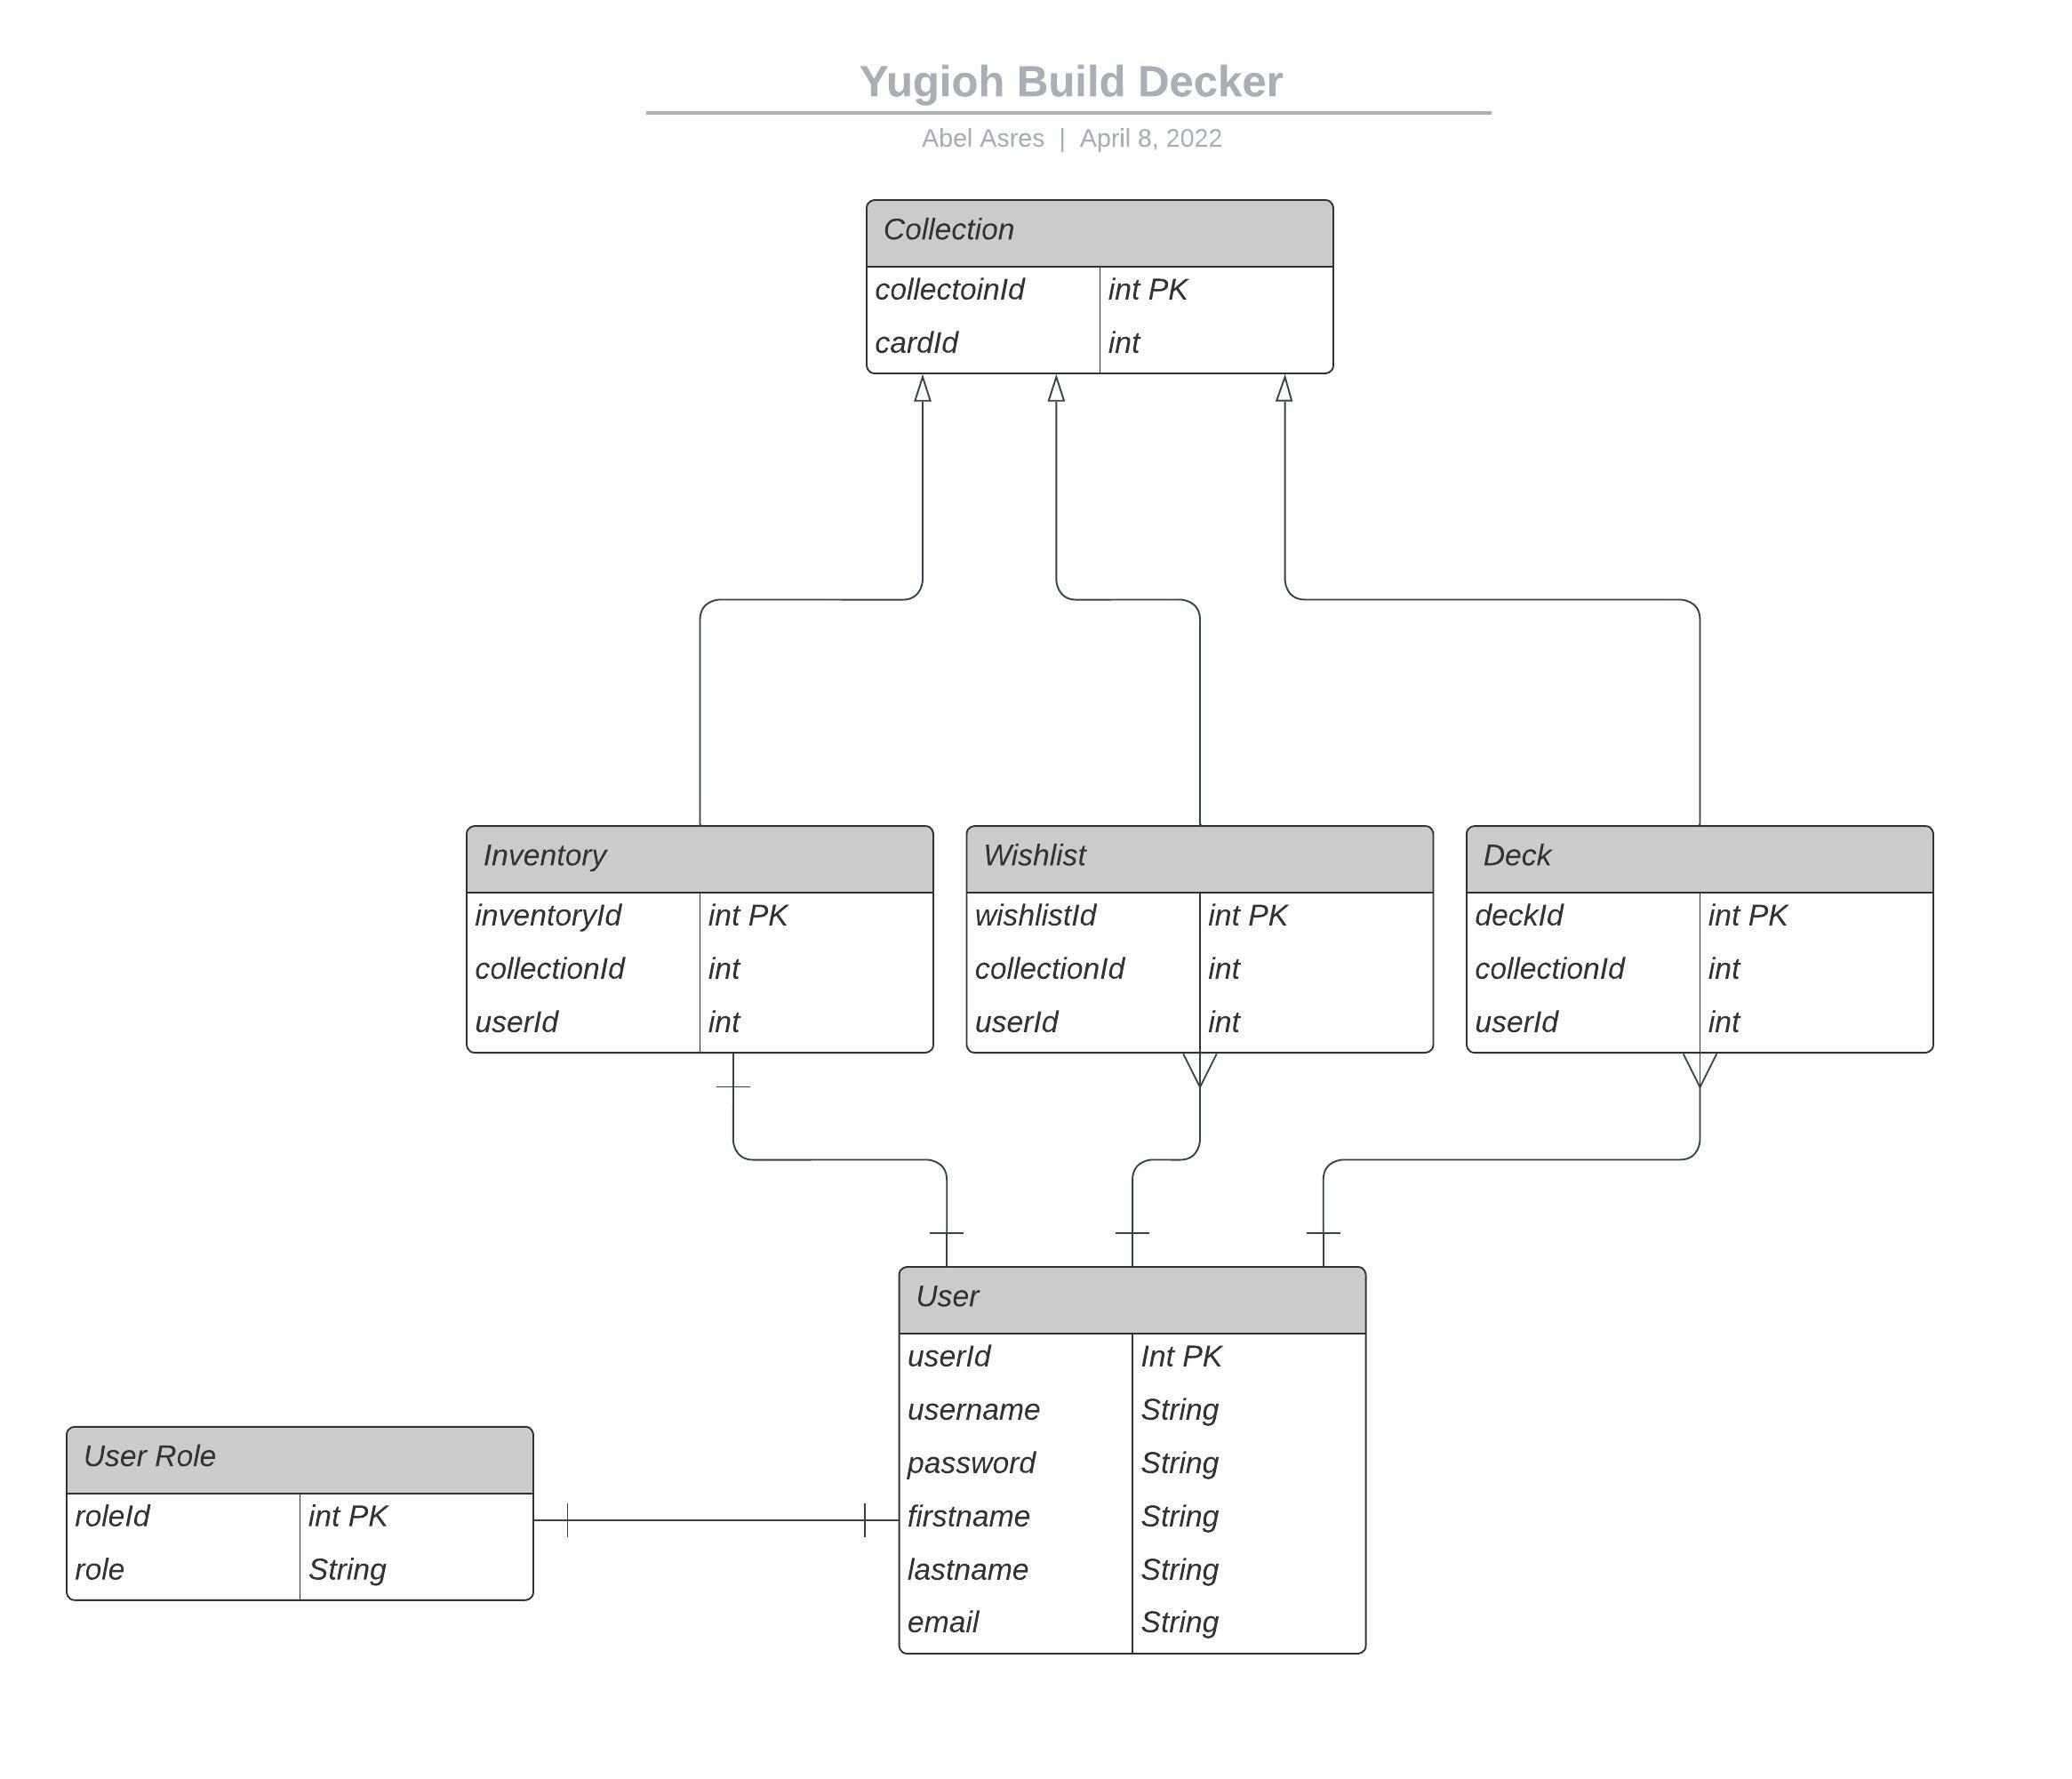 Yugioh Build Decker
Abel Asres | April 8, 2022
Collection
collectoinId int PK
cardId int
Inventory
inventoryId int PK
collectionId int
userId int
Wishlist
wishlistId int PK
collectionId int
userId int
Deck
deckId int PK
collectionId int
userId int
User
userId Int PK
username String
password String
firstname String
lastname String
email String
User Role
roleId int PK
role String